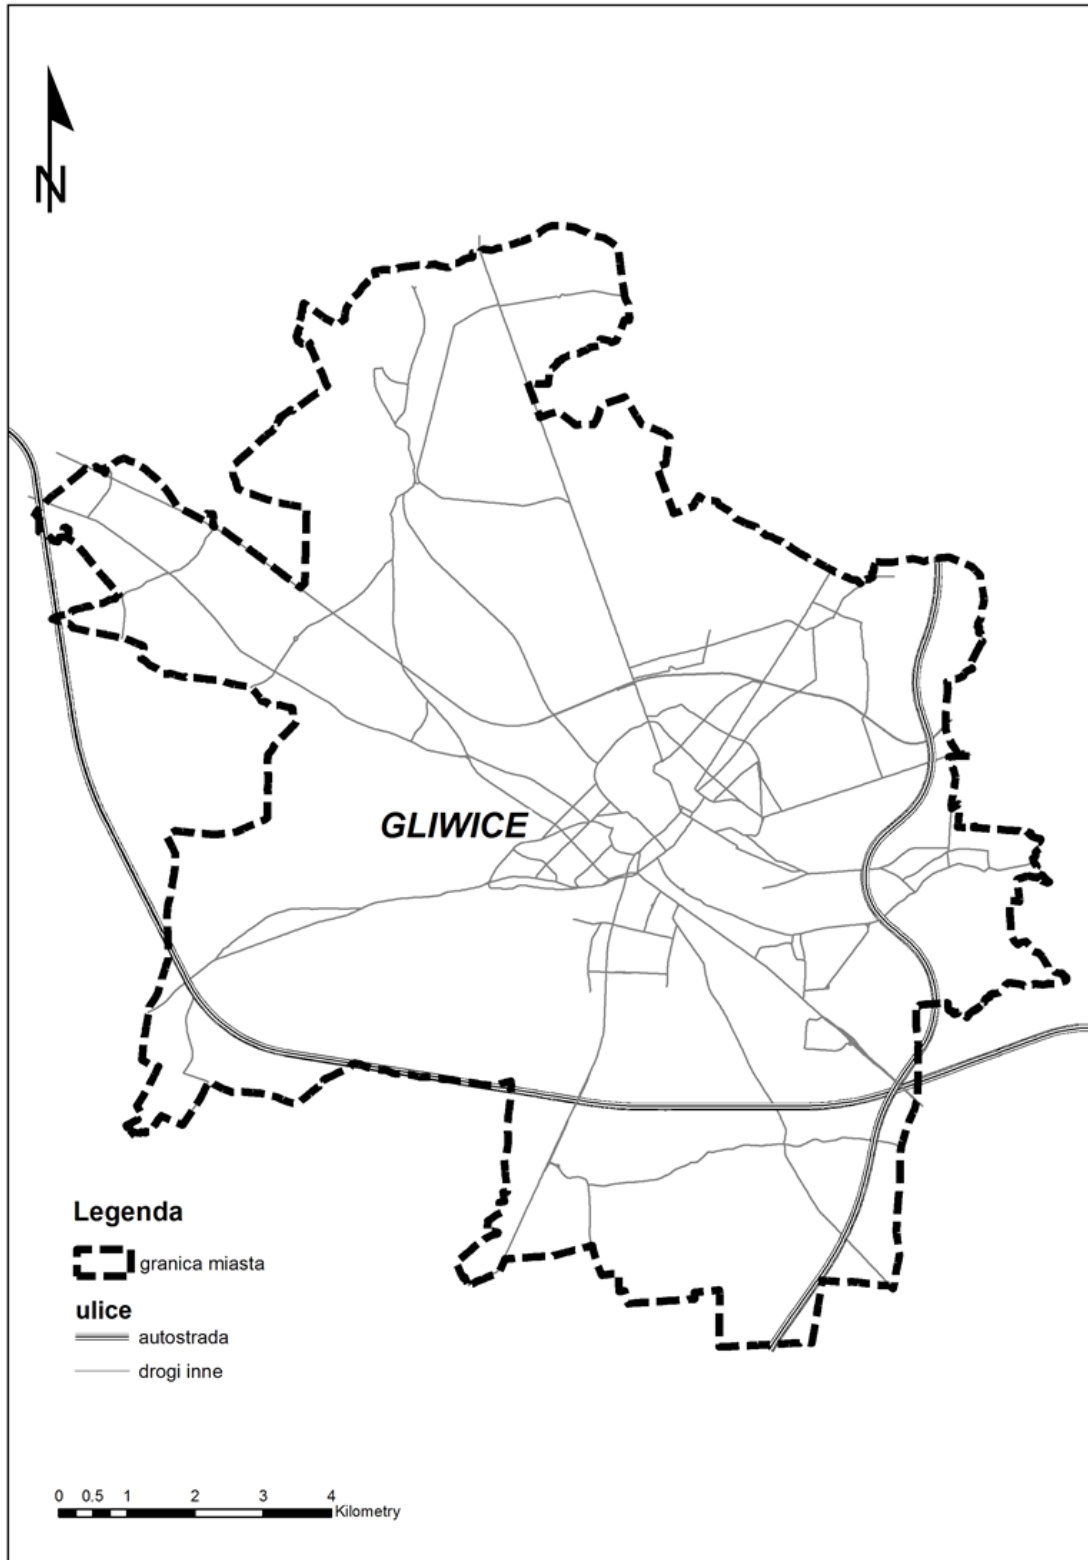 N
GLIWICE
Legenda
granica miasta
ulice
autostrada
drogi inne
0 0.5 1 2 3 4
Kilometry